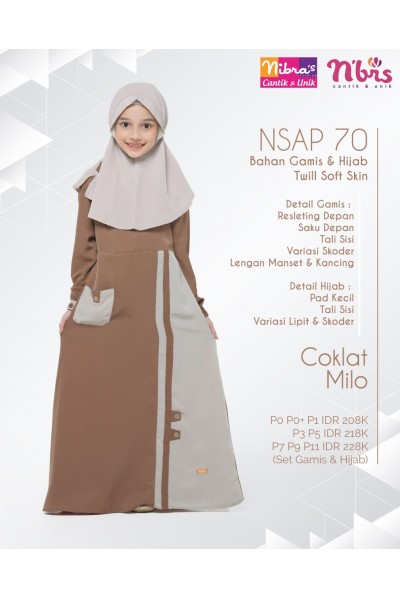 Nibra's
Cantik & Unik
N'brs
cantik & unik
NSAP 70
Bahan Gamis & Hijab
Twill Soft Skin
Detail Gamis :
Resleting Depan
Saku Depan
Tali Sisi
Variasi Skoder
Lengan Manset & Kancing
Detail Hijab :
Pad Kecil
Tali Sisi
Variasi Lipit & Skoder
Coklat
Milo
P0 P0+ P1 IDR 208K
P3 P5 IDR 218K
P7 P9 P11 IDR 228K
(Set Gamis & Hijab)